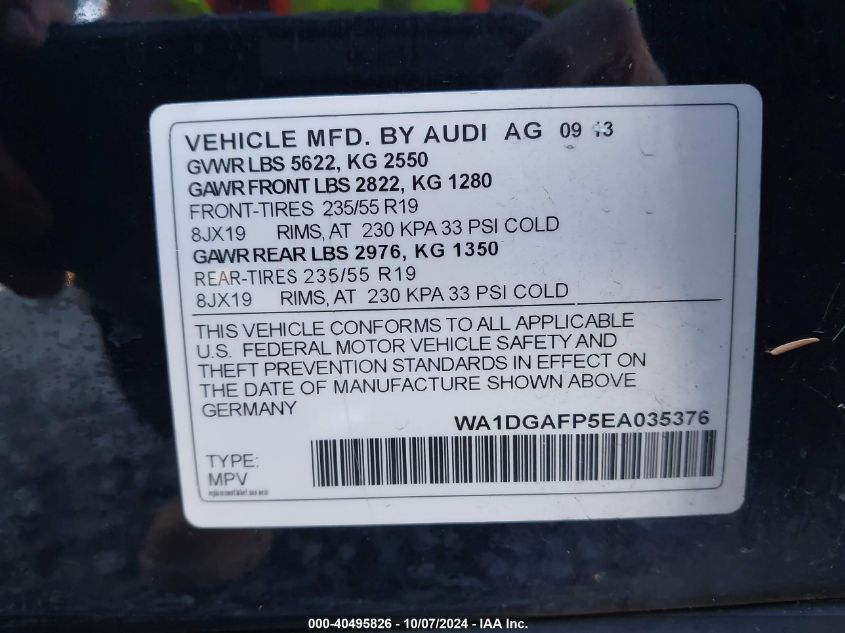 VEHICLE MFD. BY AUDI AG 09 13
GVWR LBS 5622, KG 2550
GAWR FRONT LBS 2822, KG 1280
FRONT-TIRES 235/55 R19
8JX19 RIMS, AT 230 KPA 33 PSI COLD
GAWR REAR LBS 2976, KG 1350
REAR-TIRES 235/55 R19
8JX19 RIMS, AT 230 KPA 33 PSI COLD
THIS VEHICLE CONFORMS TO ALL APPLICABLE
U.S. FEDERAL MOTOR VEHICLE SAFETY AND
THEFT PREVENTION STANDARDS IN EFFECT ON
THE DATE OF MANUFACTURE SHOWN ABOVE
GERMANY
WA1DGAFP5EA035376
TYPE:
MPV
000-40495826 - 10/07/2024 - IAA Inc.